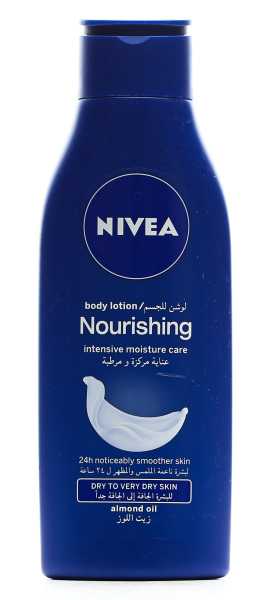 NIVEA
body lotion/لوشن للجسم
Nourishing
intensive moisture care
عناية مركزة و مرطبة
24h noticeably smoother skin
لبشرة ناعمة الملمس والمظهر ل ٢٤ ساعة
DRY TO VERY DRY SKIN
للبشرة الجافة إلى الجافة جداً
almond oil
زيت اللوز